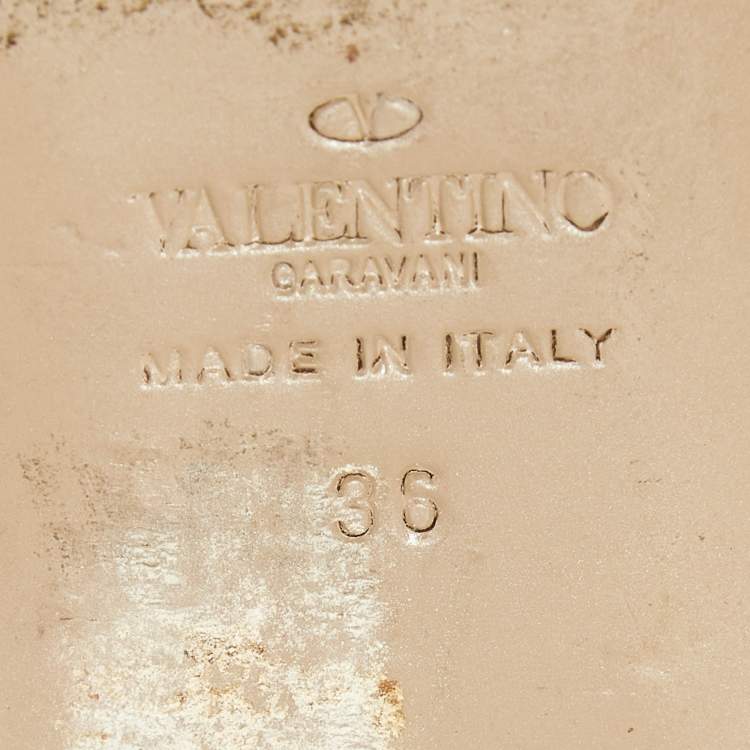 V
VALENTINO
GARAVANI
MADE IN ITALY
36